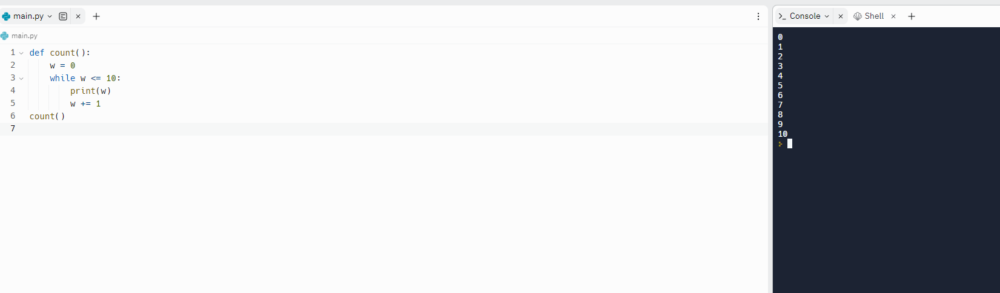 main.py
main.py
1 def count():
2     w = 0
3     while w <= 10:
4         print(w)
5         w += 1
6 count()
7
Console Shell
0
1
2
3
4
5
6
7
8
9
10